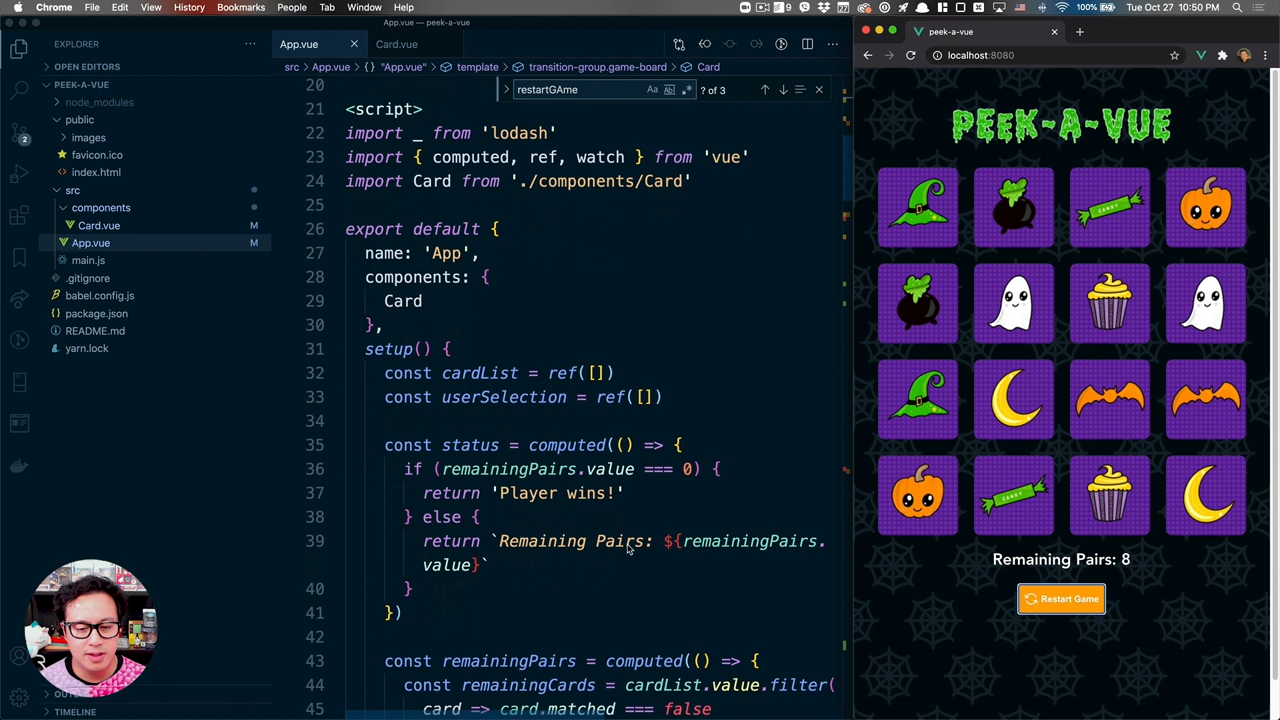 Chrome File Edit View History Bookmarks People Tab Window Help
100% Tue Oct 27 10:50 PM
App.vue — peek-a-vue
EXPLORER
OPEN EDITORS
PEEK-A-VUE
node_modules
public
images
favicon.ico
index.html
src
components
Card.vue M
App.vue M
main.js
.gitignore
babel.config.js
package.json
README.md
yarn.lock
2
TIMELINE
App.vue Card.vue
src > App.vue > {} "App.vue" > template > transition-group.game-board > Card
restartGAme Aa Ab| .* ? of 3
20
21 <script>
22 import _ from 'lodash'
23 import { computed, ref, watch } from 'vue'
24 import Card from './components/Card'
25
26 export default {
27 name: 'App',
28 components: {
29 Card
30 },
31 setup() {
32 const cardList = ref([])
33 const userSelection = ref([])
34
35 const status = computed(() => {
36 if (remainingPairs.value === 0) {
37 return 'Player wins!'
38 } else {
39 return `Remaining Pairs: ${remainingPairs.
value}`
40 }
41 })
42
43 const remainingPairs = computed(() => {
44 const remainingCards = cardList.value.filter(
45 card => card.matched === false
peek-a-vue
localhost:8080
PEEK-A-VUE
CANDY
CANDY
Remaining Pairs: 8
Restart Game